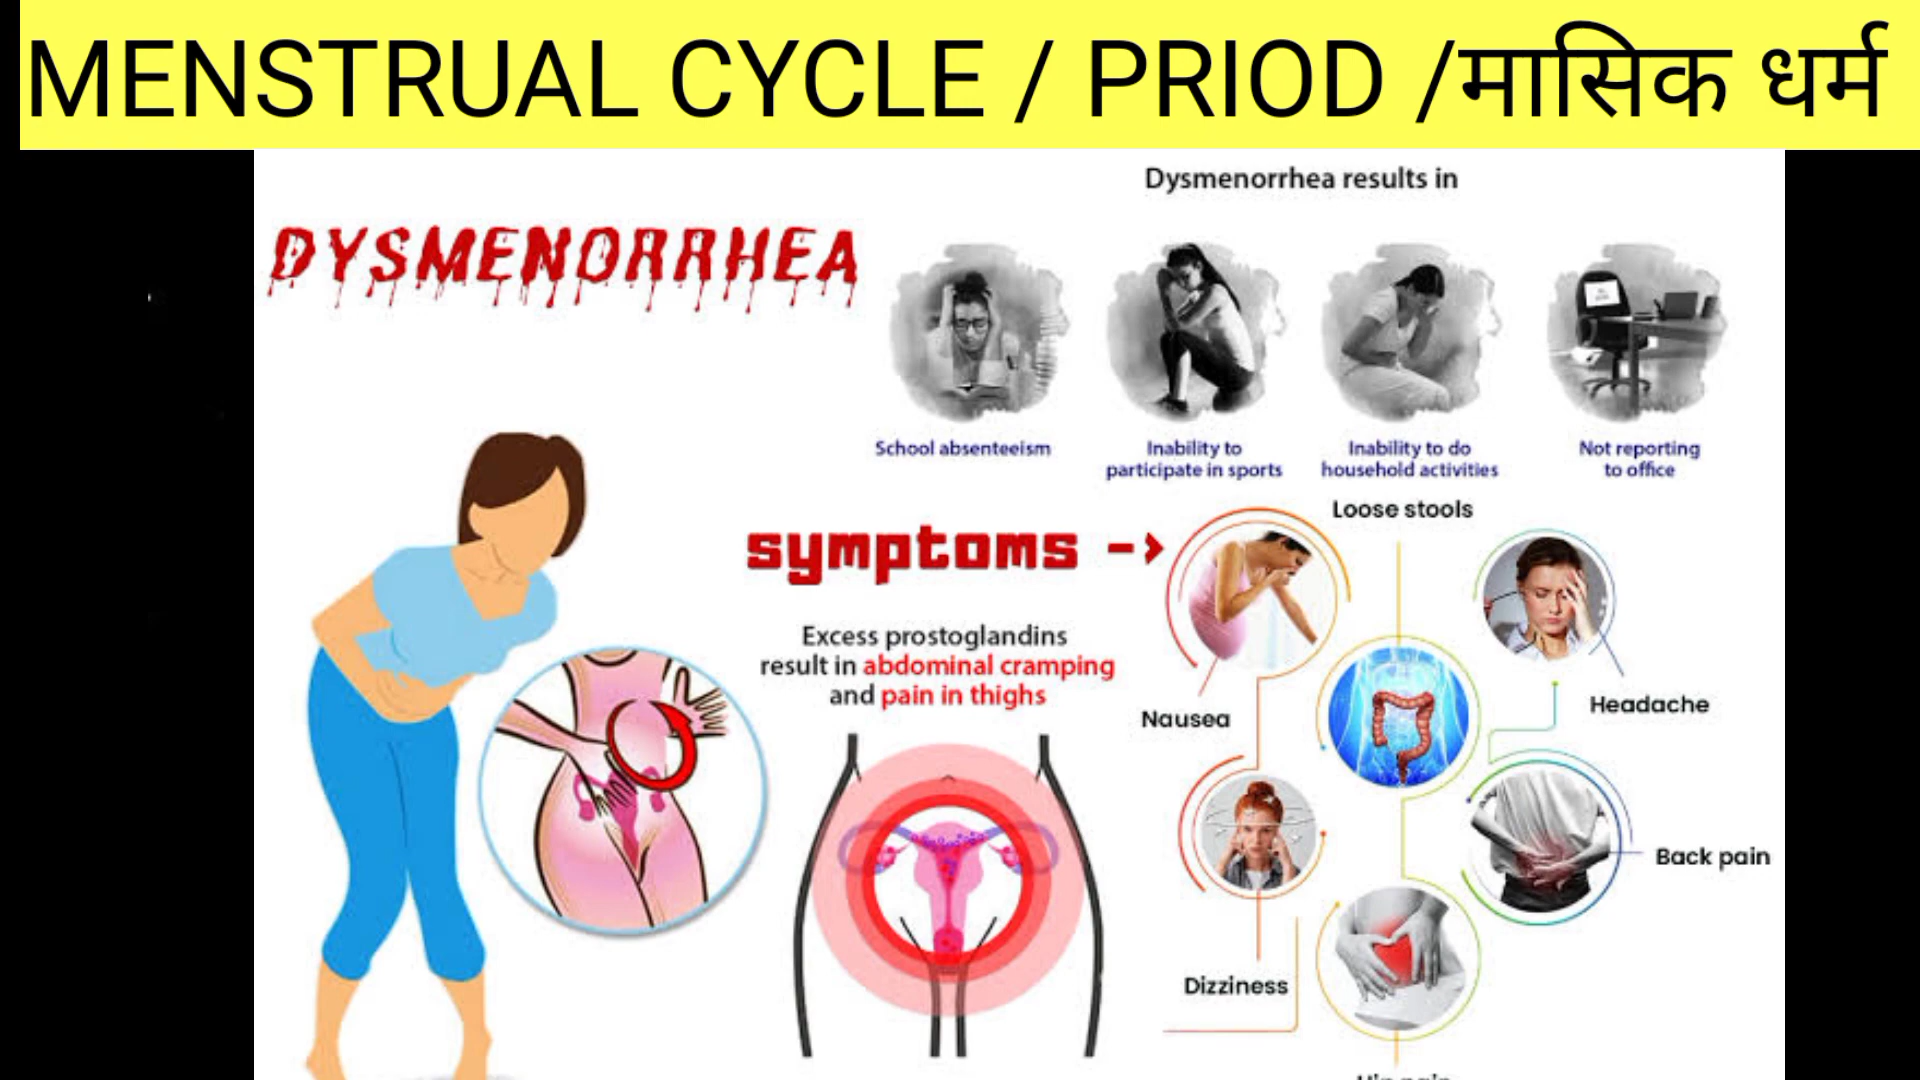 MENSTRUAL CYCLE / PRIOD /मासिक धर्म
Dysmenorrhea results in
DYSMENORRHEA
School absenteeism
Inability to
participate in sports
Inability to do
household activities
Not reporting
to office
symptoms ->
Loose stools
Excess prostoglandins
result in abdominal cramping
and pain in thighs
Nausea
Headache
Back pain
Dizziness
Hip pain